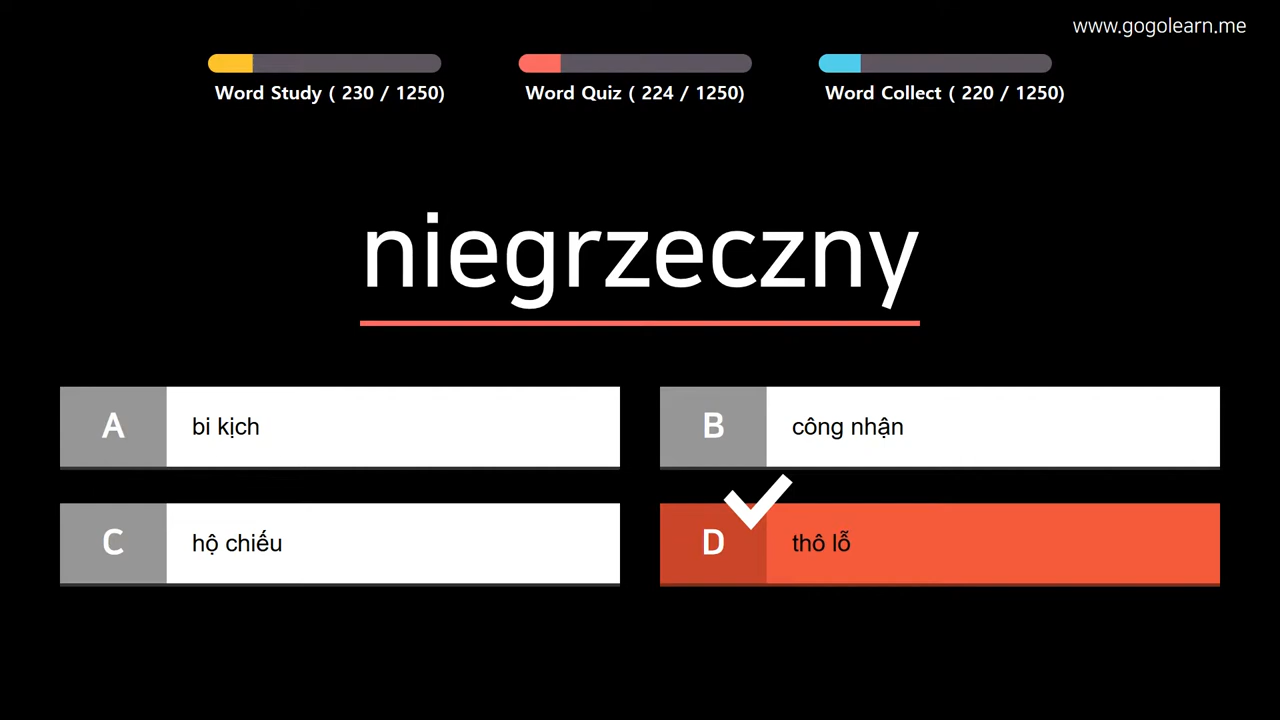 www.gogolearn.me
Word Study ( 230 / 1250)
Word Quiz ( 224 / 1250)
Word Collect ( 220 / 1250)
niegrzeczny
A bi kịch
B công nhận
C hộ chiếu
D thô lỗ